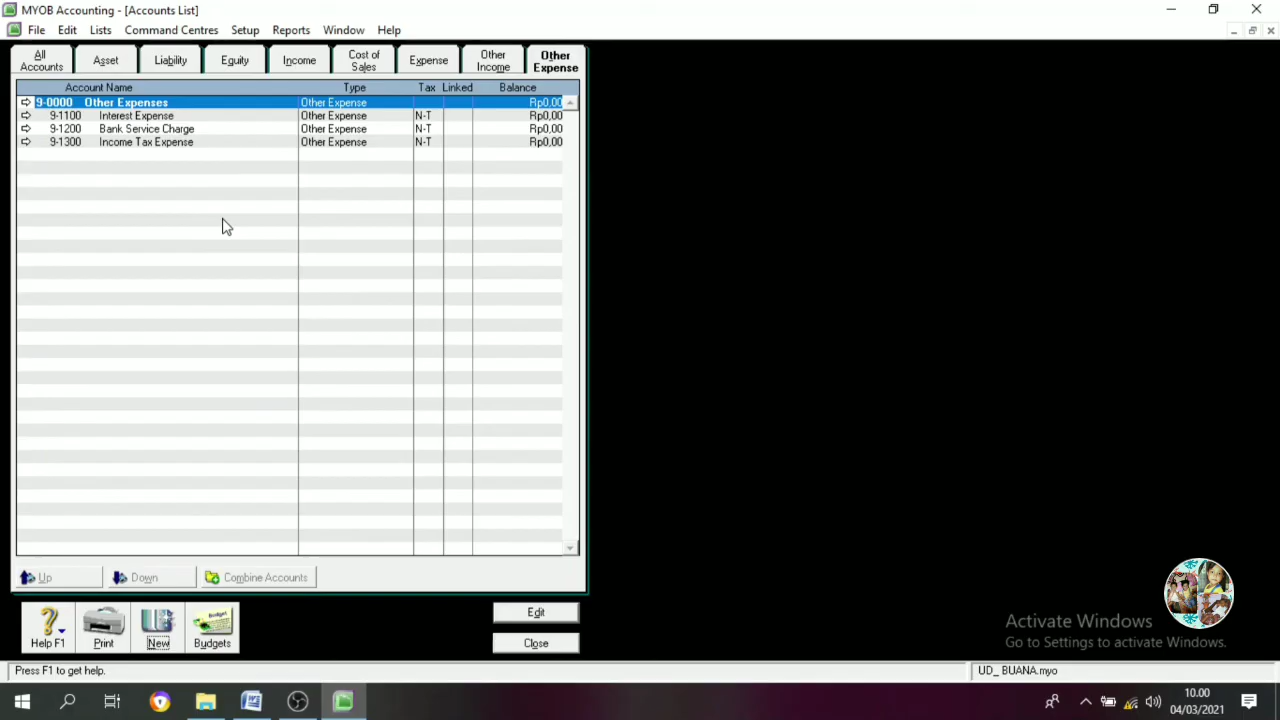 MYOB Accounting - [Accounts List]
File Edit Lists Command Centres Setup Reports Window Help
All Accounts Asset Liability Equity Income Cost of Sales Expense Other Income Other Expense
Account Name Type Tax Linked Balance
9-0000 Other Expenses Other Expense Rp0,00
9-1100 Interest Expense Other Expense N-T Rp0,00
9-1200 Bank Service Charge Other Expense N-T Rp0,00
9-1300 Income Tax Expense Other Expense N-T Rp0,00
Up Down Combine Accounts
Help F1 Print New Budgets
Budget
Edit
Close
Activate Windows
Go to Settings to activate Windows.
Press F1 to get help. UD_ BUANA.myo
10.00
04/03/2021